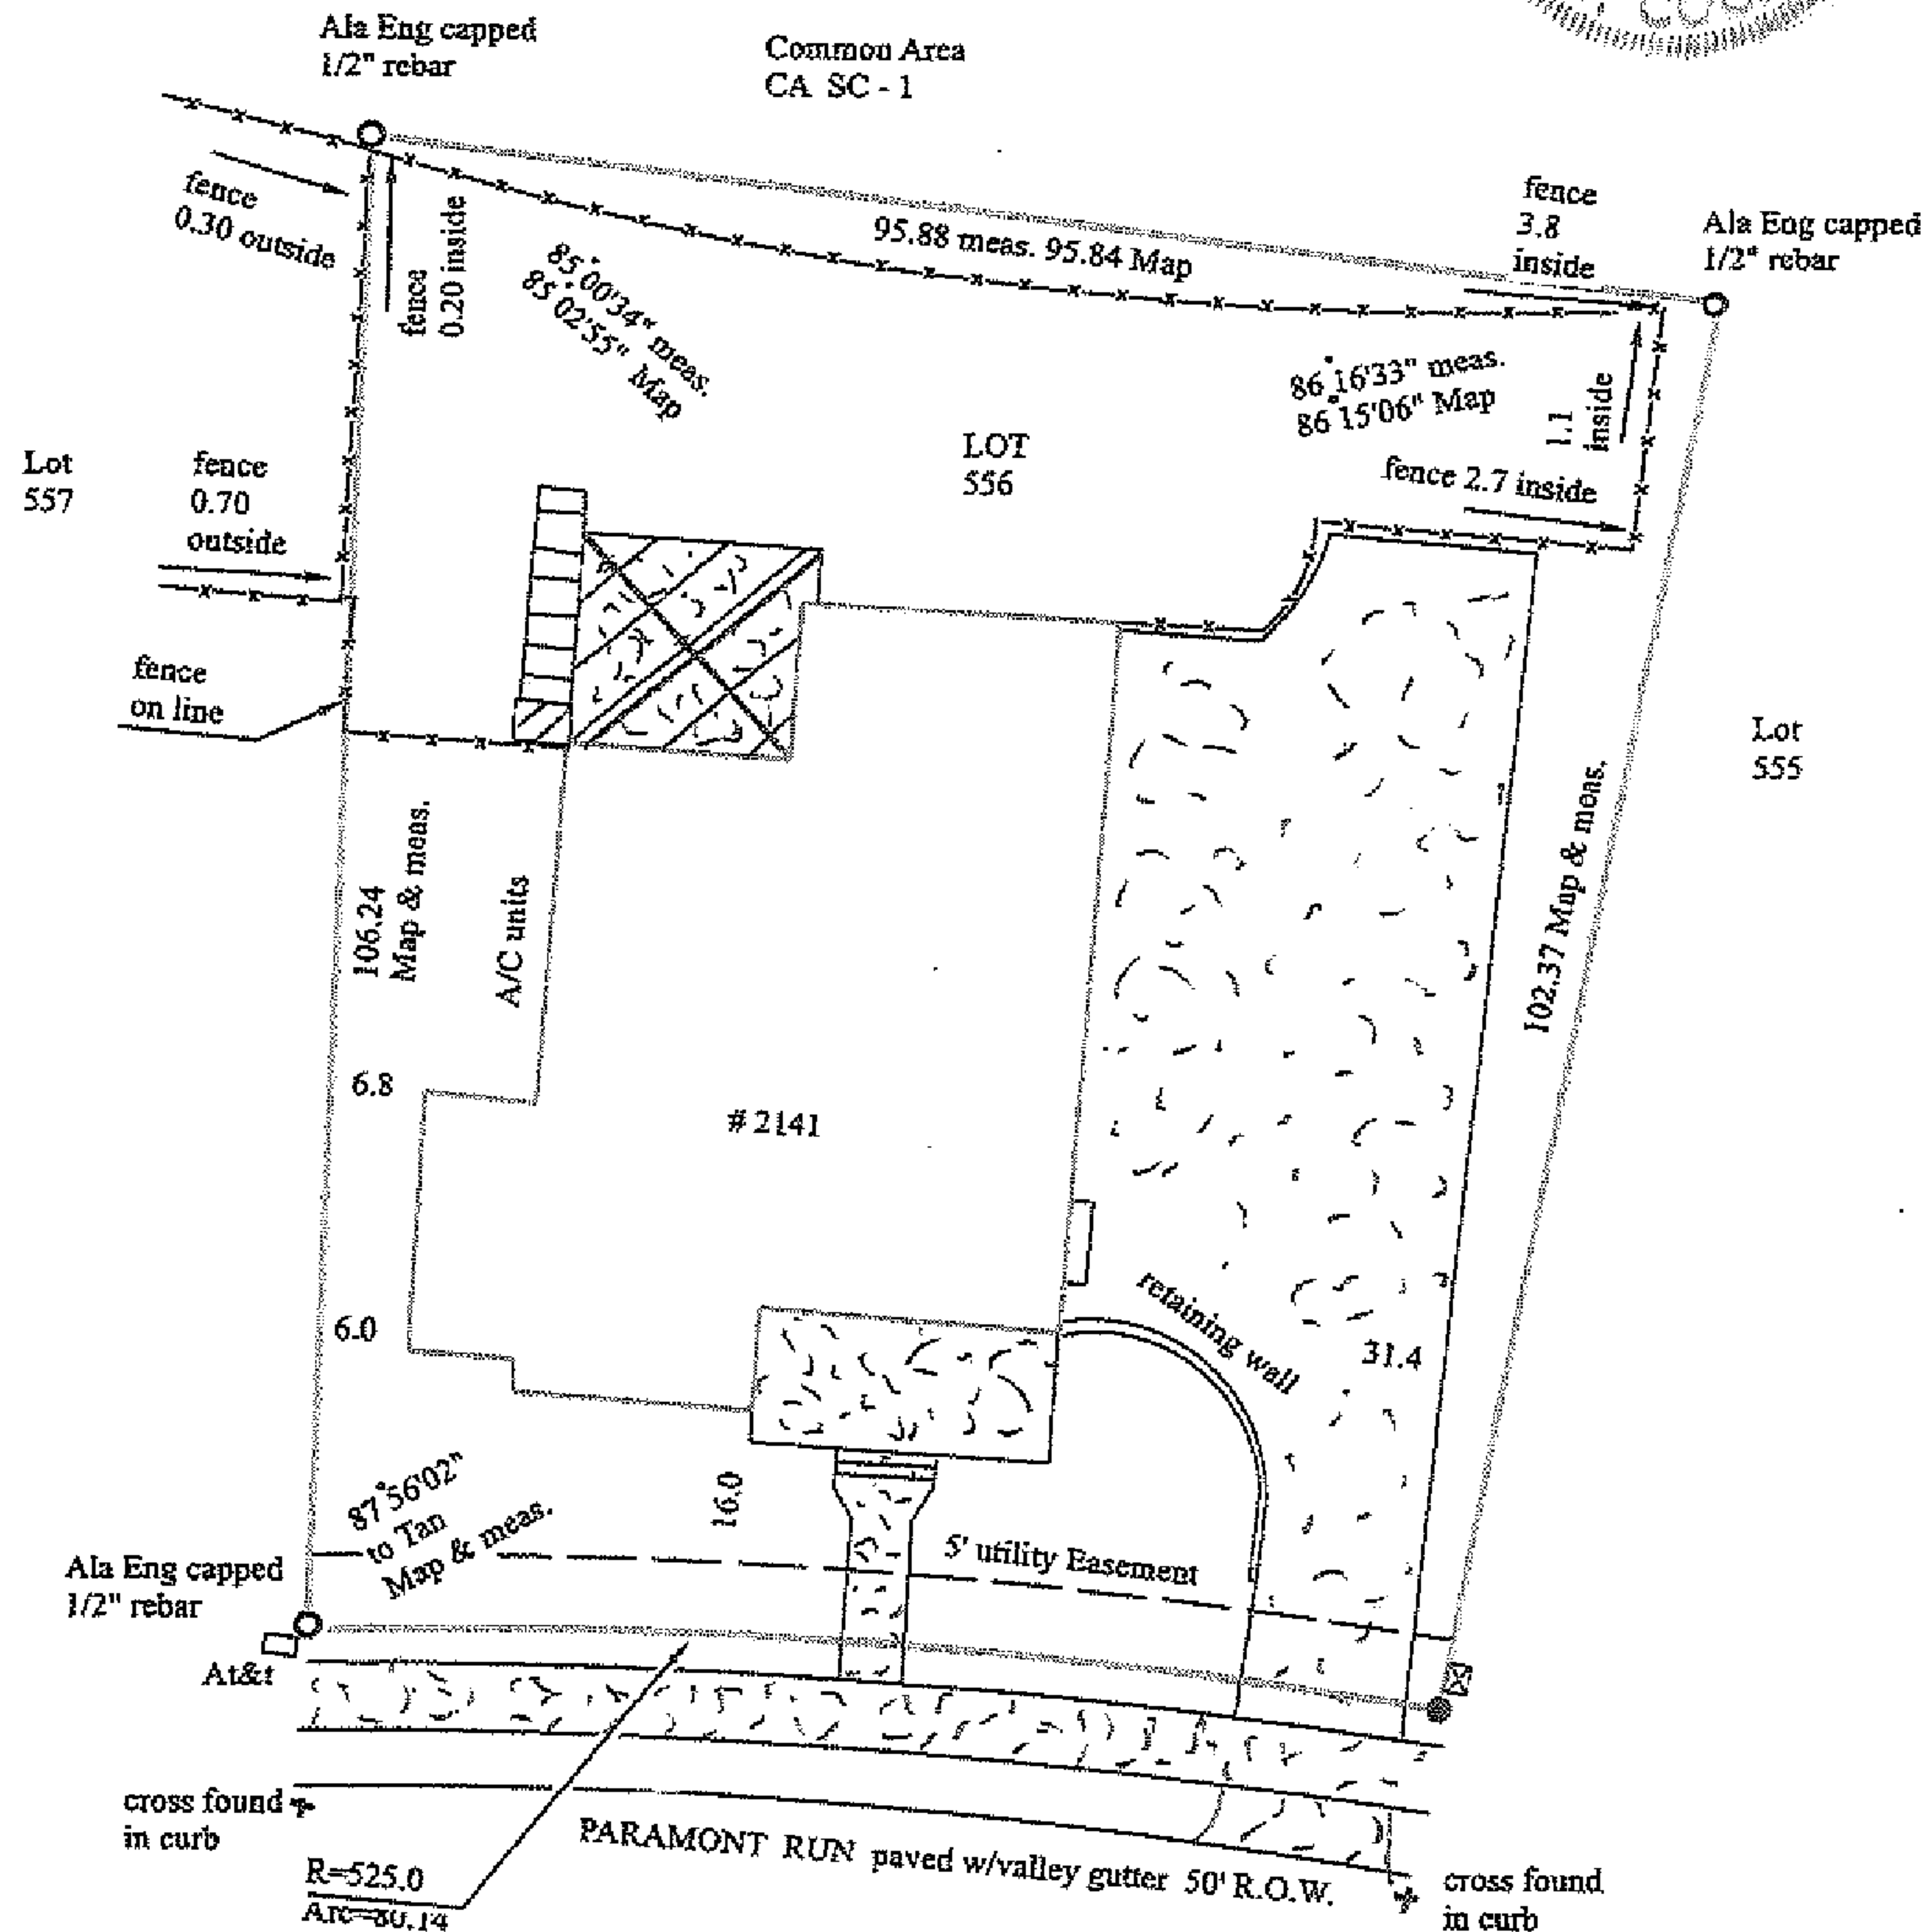 Ala Eng capped
1/2" rebar
Common Area
CA SC - 1
fence
0.30 outside
fence
0.20 inside
85°00'34" meas.
85°02'55" Map
95.88 meas. 95.84 Map
fence
3.8
inside
Ala Eng capped
1/2" rebar
86°16'33" meas.
86°15'06" Map
1.1
inside
Lot
557
fence
0.70
outside
LOT
556
fence 2.7 inside
fence
on line
Lot
555
106.24
Map & meas.
A/C units
102.37 Map & mens.
6.8
# 2141
6.0
retaining wall
31.4
87°56'02"
to Tan
Map & meas.
16.0
5' utility Easement
Ala Eng capped
1/2" rebar
At&t
cross found
in curb
PARAMONT RUN paved w/valley gutter 50' R.O.W.
R=525.0
Arc=80.14
cross found
in curb